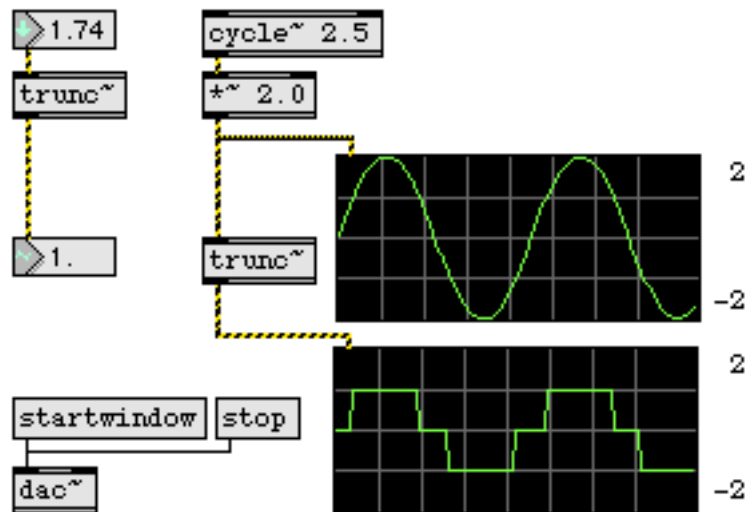 1.74
cycle~ 2.5
trunc~
*~ 2.0
2
~ 1.
trunc~
-2
2
startwindow
stop
dac~
-2